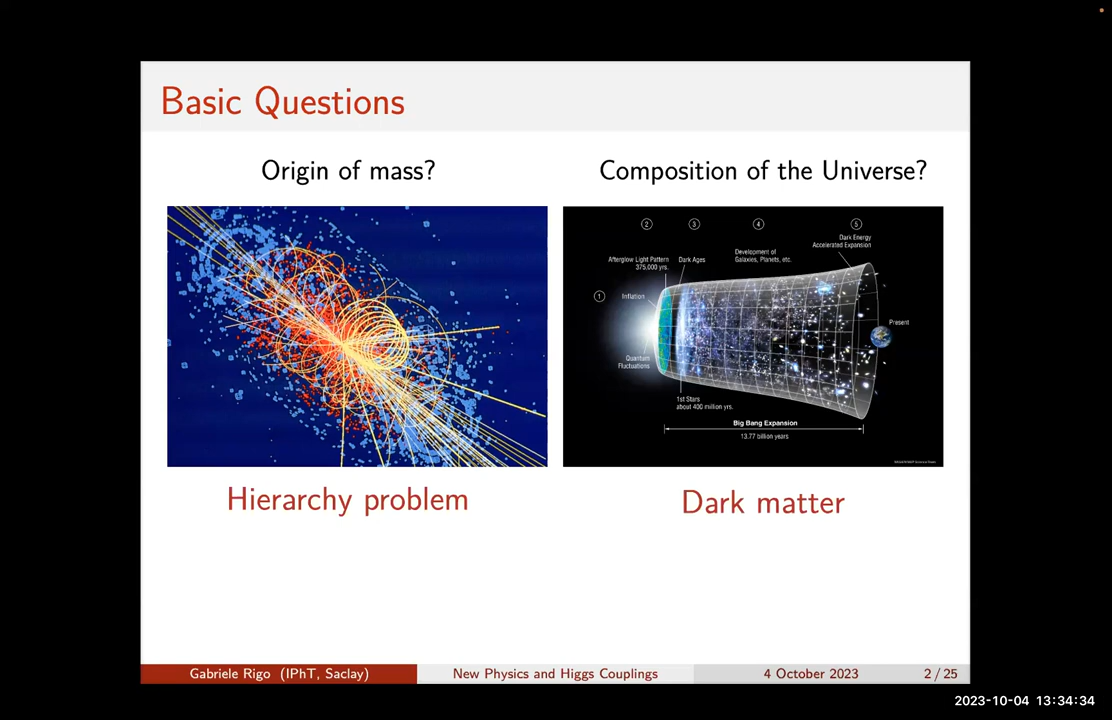 Basic Questions
Origin of mass?
Composition of the Universe?
2
3
4
5
Dark Energy
Accelerated Expansion
Afterglow Light Pattern
375,000 yrs.
Dark Ages
Development of
Galaxies, Planets, etc.
1
Inflation
Present
Quantum
Fluctuations
1st Stars
about 400 million yrs.
Big Bang Expansion
13.77 billion years
Hierarchy problem
Dark matter
Gabriele Rigo (IPhT, Saclay)
New Physics and Higgs Couplings
4 October 2023
2 / 25
2023-10-04 13:34:34